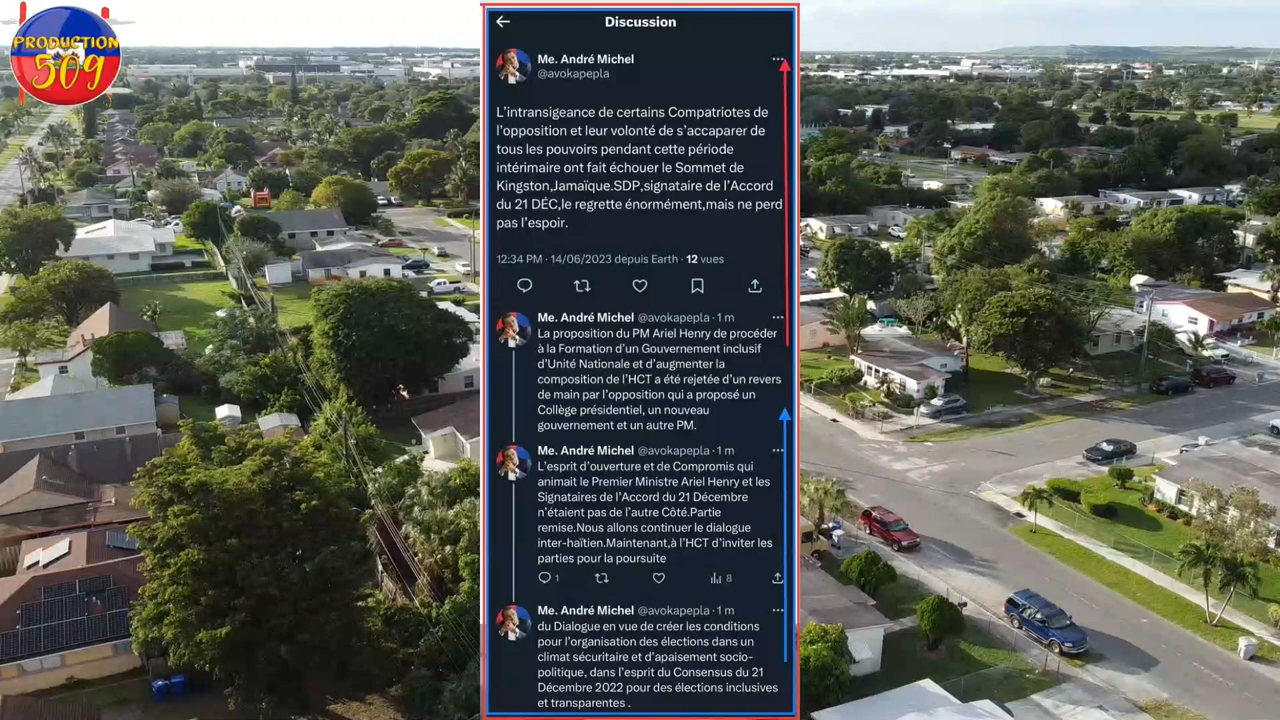 PRODUCTION
509
Discussion
Me. André Michel
@avokapepla
L'intransigeance de certains Compatriotes de
l'opposition et leur volonté de s'accaparer de
tous les pouvoirs pendant cette période
intérimaire ont fait échouer le Sommet de
Kingston,Jamaïque.SDP,signataire de l'Accord
du 21 DÉC,le regrette énormément,mais ne perd
pas l'espoir.
12:34 PM · 14/06/2023 depuis Earth · 12 vues
Me. André Michel @avokapepla · 1 m
La proposition du PM Ariel Henry de procéder
à la Formation d'un Gouvernement inclusif
d'Unité Nationale et d'augmenter la
composition de l'HCT a été rejetée d'un revers
de main par l'opposition qui a proposé un
Collège présidentiel, un nouveau
gouvernement et un autre PM.
Me. André Michel @avokapepla · 1 m
L'esprit d'ouverture et de Compromis qui
animait le Premier Ministre Ariel Henry et les
Signataires de l'Accord du 21 Décembre
n'étaient pas de l'autre Côté.Partie
remise.Nous allons continuer le dialogue
inter-haïtien.Maintenant,à l'HCT d'inviter les
parties pour la poursuite
1 8
Me. André Michel @avokapepla · 1 m
du Dialogue en vue de créer les conditions
pour l'organisation des élections dans un
climat sécuritaire et d'apaisement socio-
politique, dans l'esprit du Consensus du 21
Décembre 2022 pour des élections inclusives
et transparentes .